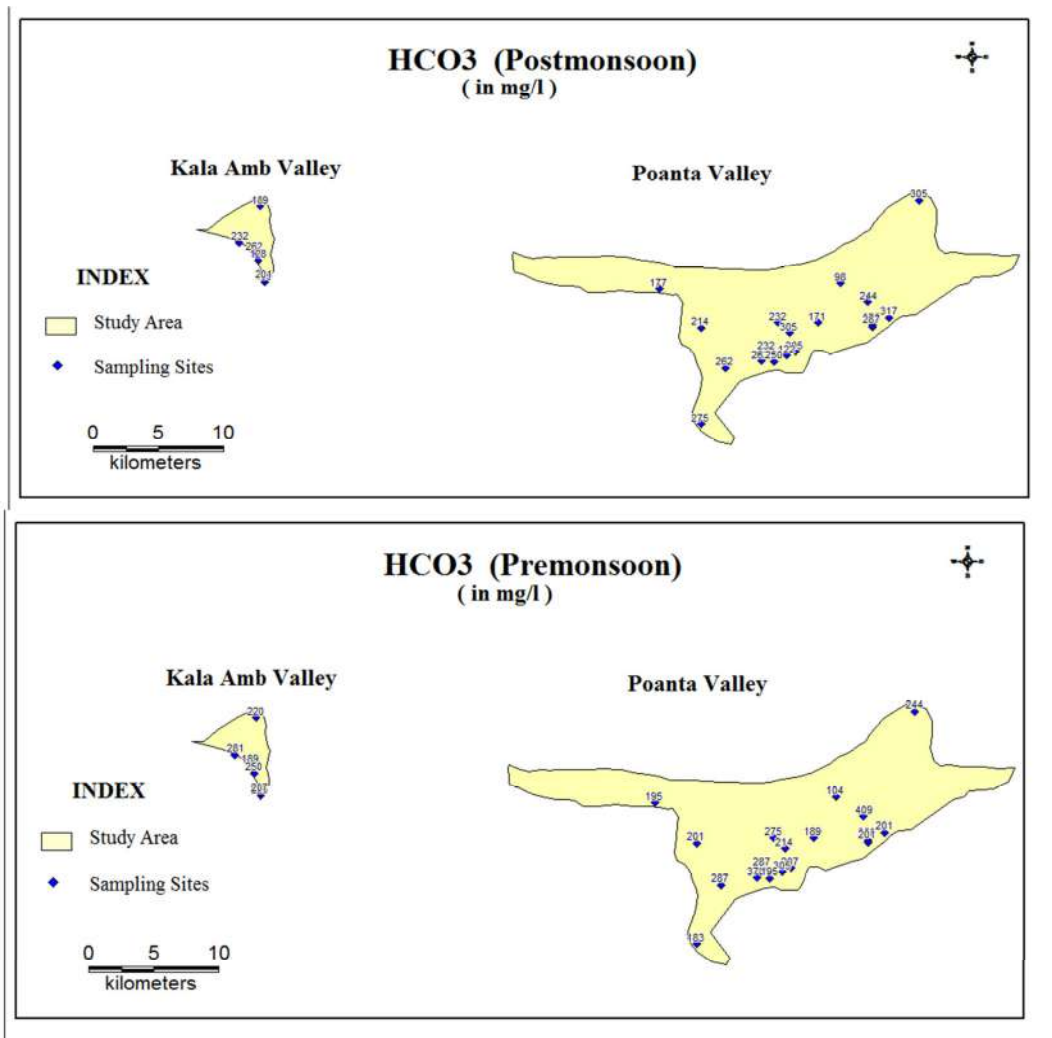 HCO3 (Postmonsoon)
( in mg/l )
Kala Amb Valley
Poanta Valley
189
305
232
262
INDEX
177
98
244
317
Study Area
214
232
171
305
287
Sampling Sites
232
262
275
0 5 10
kilometers
HCO3 (Premonsoon)
( in mg/l )
Kala Amb Valley
Poanta Valley
220
244
281
189
250
INDEX
195
104
409
201
Study Area
201
275
189
214
201
287
Sampling Sites
287
183
0 5 10
kilometers